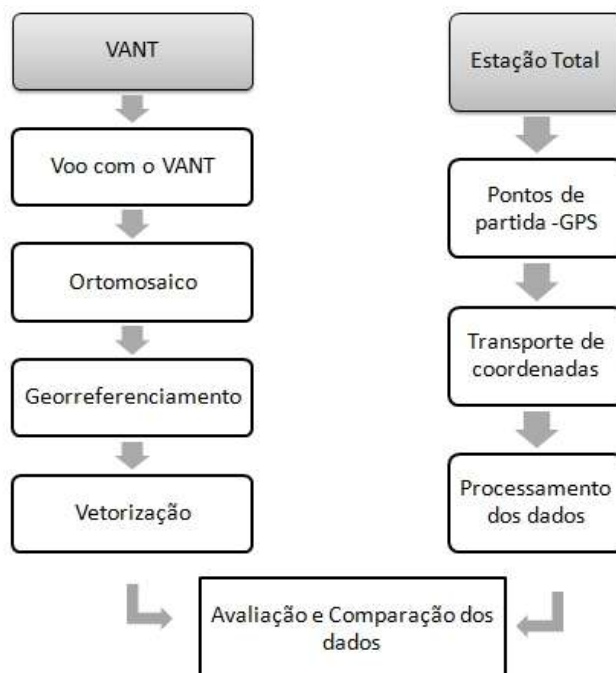 VANT
Voo com o VANT
Ortomosaico
Georreferenciamento
Vetorização
Estação Total
Pontos de
partida -GPS
Transporte de
coordenadas
Processamento
dos dados
Avaliação e Comparação dos
dados